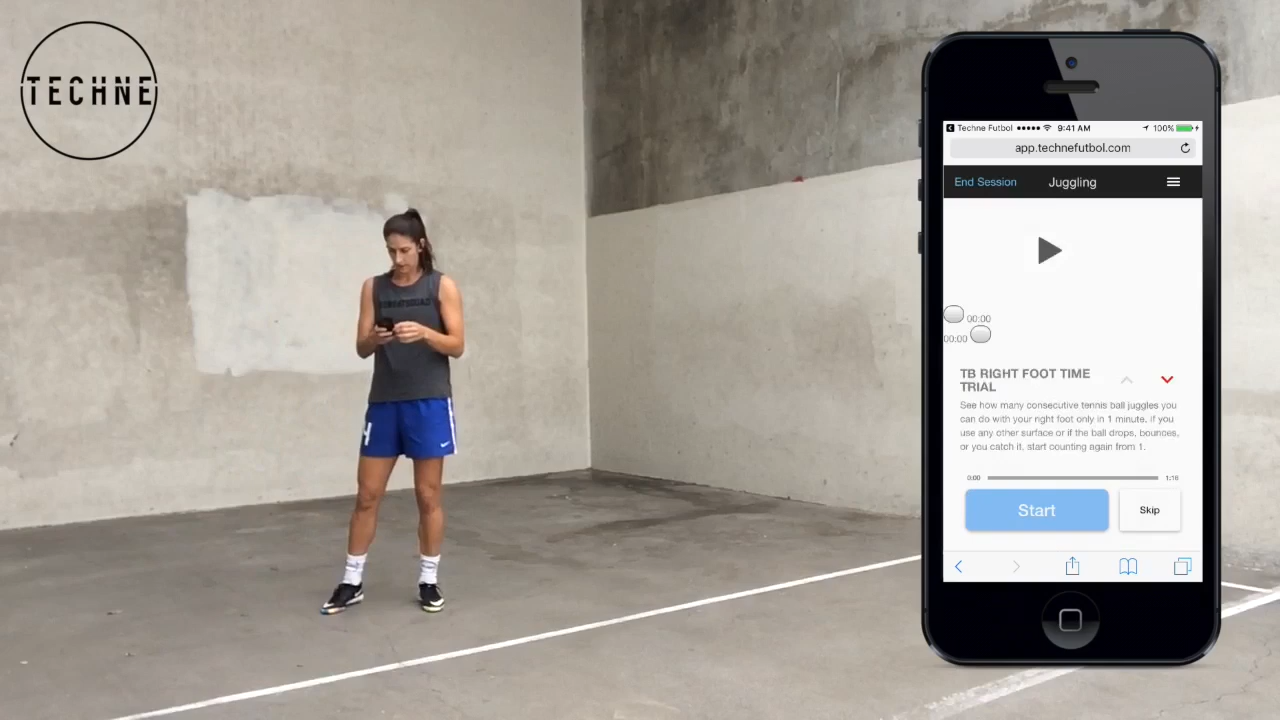 TECHNE
Techne Futbol
9:41 AM
100%
app.technefutbol.com
End Session
Juggling
00:00
00:00
TB RIGHT FOOT TIME
TRIAL
See how many consecutive tennis ball juggles you
can do with your right foot only in 1 minute. if you
use any other surface or if the ball drops, bounces,
or you catch it, start counting again from 1.
0:00
1:16
Start
Skip